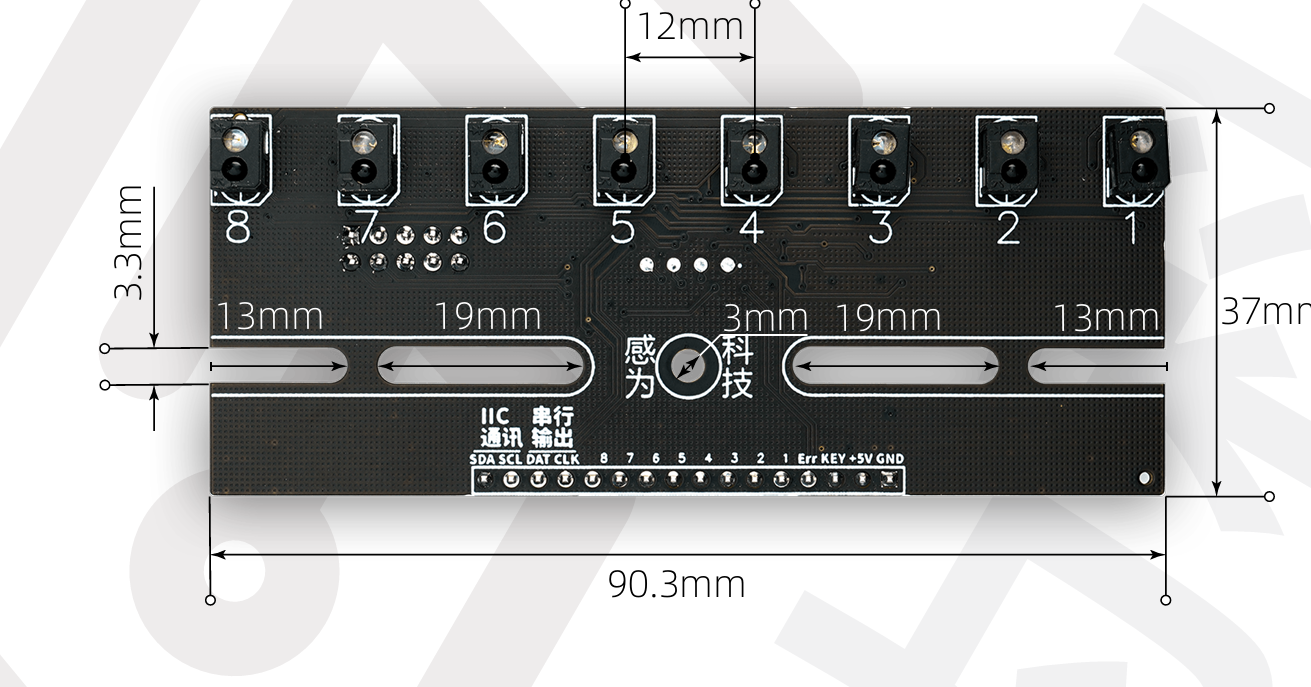 12mm
8 7 6 5 4 3 2 1
3.3mm
13mm 19mm 3mm 19mm 13mm
37mm
感 科
为 技
IIC 串行
通讯 输出
SDA SCL DAT CLK 8 7 6 5 4 3 2 1 Err KEY +5V GND
90.3mm